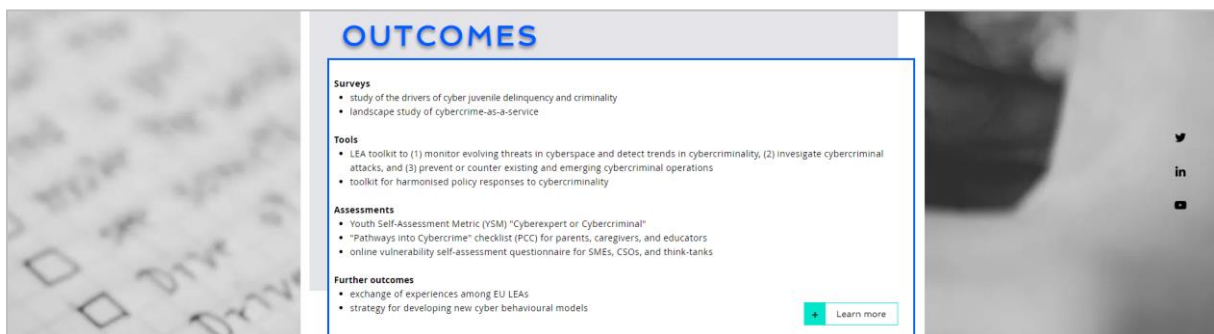 OUTCOMES
Surveys
• study of the drivers of cyber juvenile delinquency and criminality
• landscape study of cybercrime-as-a-service
Tools
• LEA toolkit to (1) monitor evolving threats in cyberspace and detect trends in cybercriminality, (2) invesigate cybercriminal
attacks, and (3) prevent or counter existing and emerging cybercriminal operations
• toolkit for harmonised policy responses to cybercriminality
Assessments
• Youth Self-Assessment Metric (YSM) "Cyberexpert or Cybercriminal"
• "Pathways into Cybercrime" checklist (PCC) for parents, caregivers, and educators
• online vulnerability self-assessment questionnaire for SMEs, CSOs, and think-tanks
Further outcomes
• exchange of experiences among EU LEAs
• strategy for developing new cyber behavioural models
+ Learn more
in
Drive